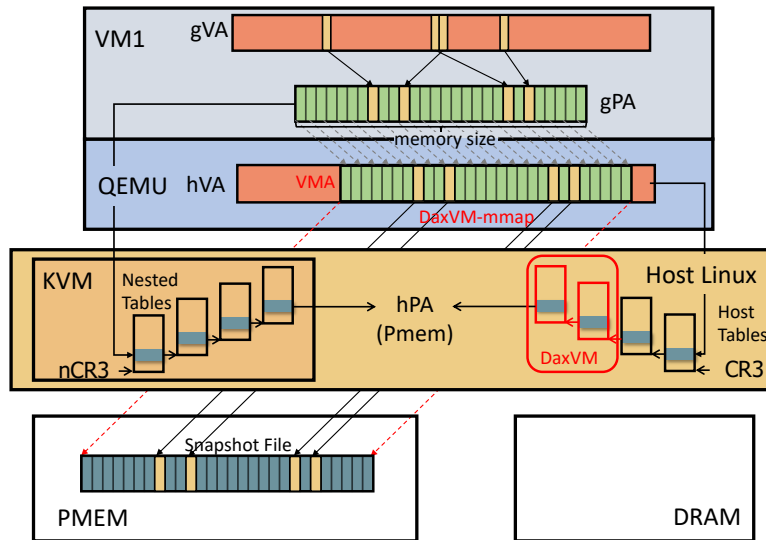 VM1
gVA
gPA
memory size
QEMU
hVA
VMA
DaxVM-mmap
KVM
Nested
Tables
nCR3
hPA
(Pmem)
DaxVM
Host Linux
Host
Tables
CR3
Snapshot File
PMEM
DRAM